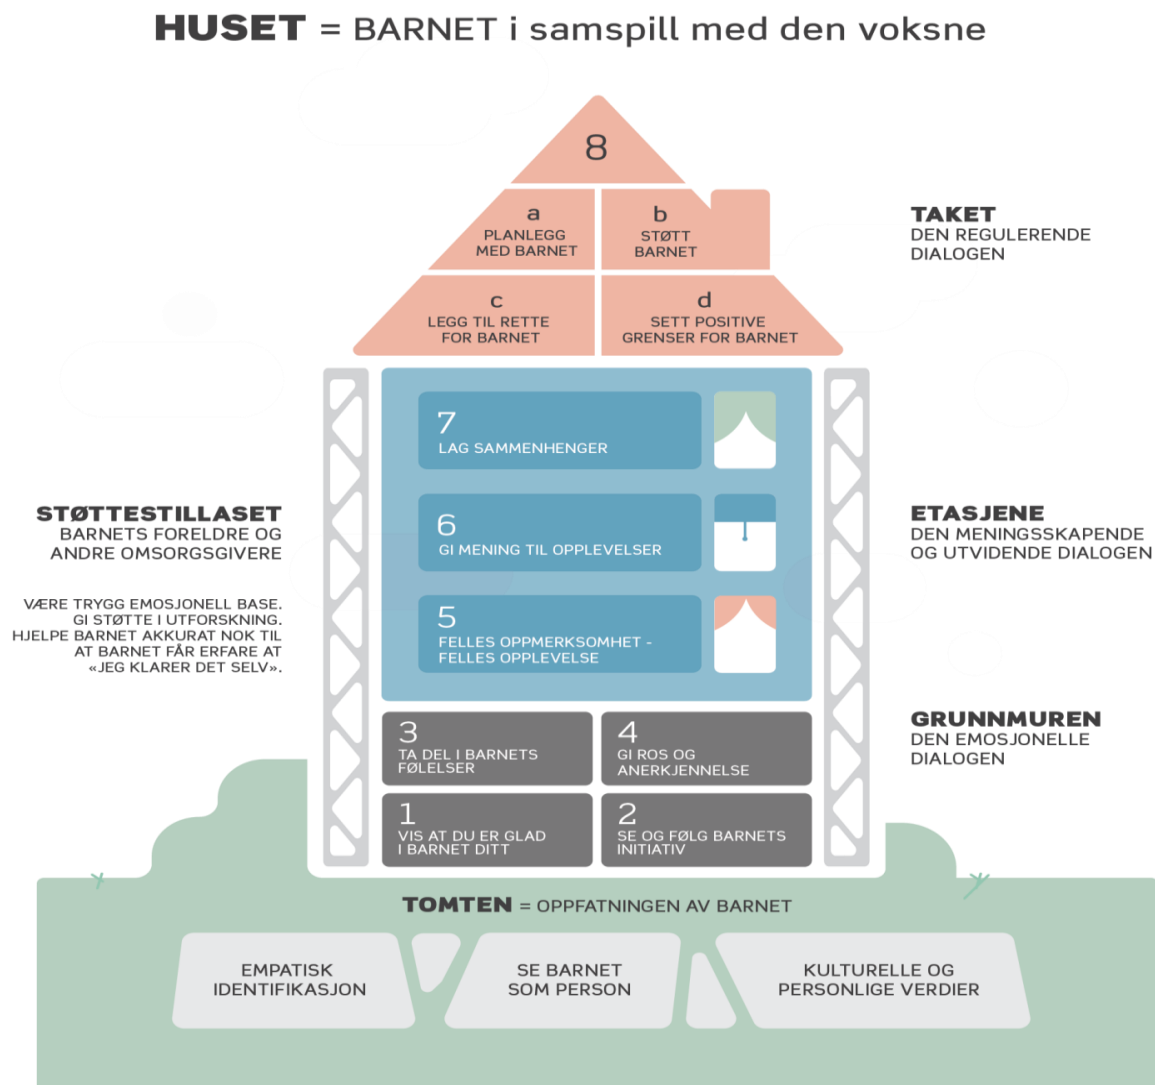 HUSET = BARNET i samspill med den voksne
8
a
PLANLEGG
MED BARNET
b
STØTT
BARNET
c
LEGG TIL RETTE
FOR BARNET
d
SETT POSITIVE
GRENSER FOR BARNET
TAKET
DEN REGULERENDE
DIALOGEN
7
LAG SAMMENHENGER
6
GI MENING TIL OPPLEVELSER
5
FELLES OPPMERKSOMHET -
FELLES OPPLEVELSE
STØTTESTILLASET
BARNETS FORELDRE OG
ANDRE OMSORGSGIVERE
VÆRE TRYGG EMOSJONELL BASE.
GI STØTTE I UTFORSKNING.
HJELPE BARNET AKKURAT NOK TIL
AT BARNET FÅR ERFARE AT
«JEG KLARER DET SELV».
ETASJENE
DEN MENINGSSKAPENDE
OG UTVIDENDE DIALOGEN
3
TA DEL I BARNETS
FØLELSER
4
GI ROS OG
ANERKJENNELSE
1
VIS AT DU ER GLAD
I BARNET DITT
2
SE OG FØLG BARNETS
INITIATIV
GRUNNMUREN
DEN EMOSJONELLE
DIALOGEN
TOMTEN = OPPFATNINGEN AV BARNET
EMPATISK
IDENTIFIKASJON
SE BARNET
SOM PERSON
KULTURELLE OG
PERSONLIGE VERDIER